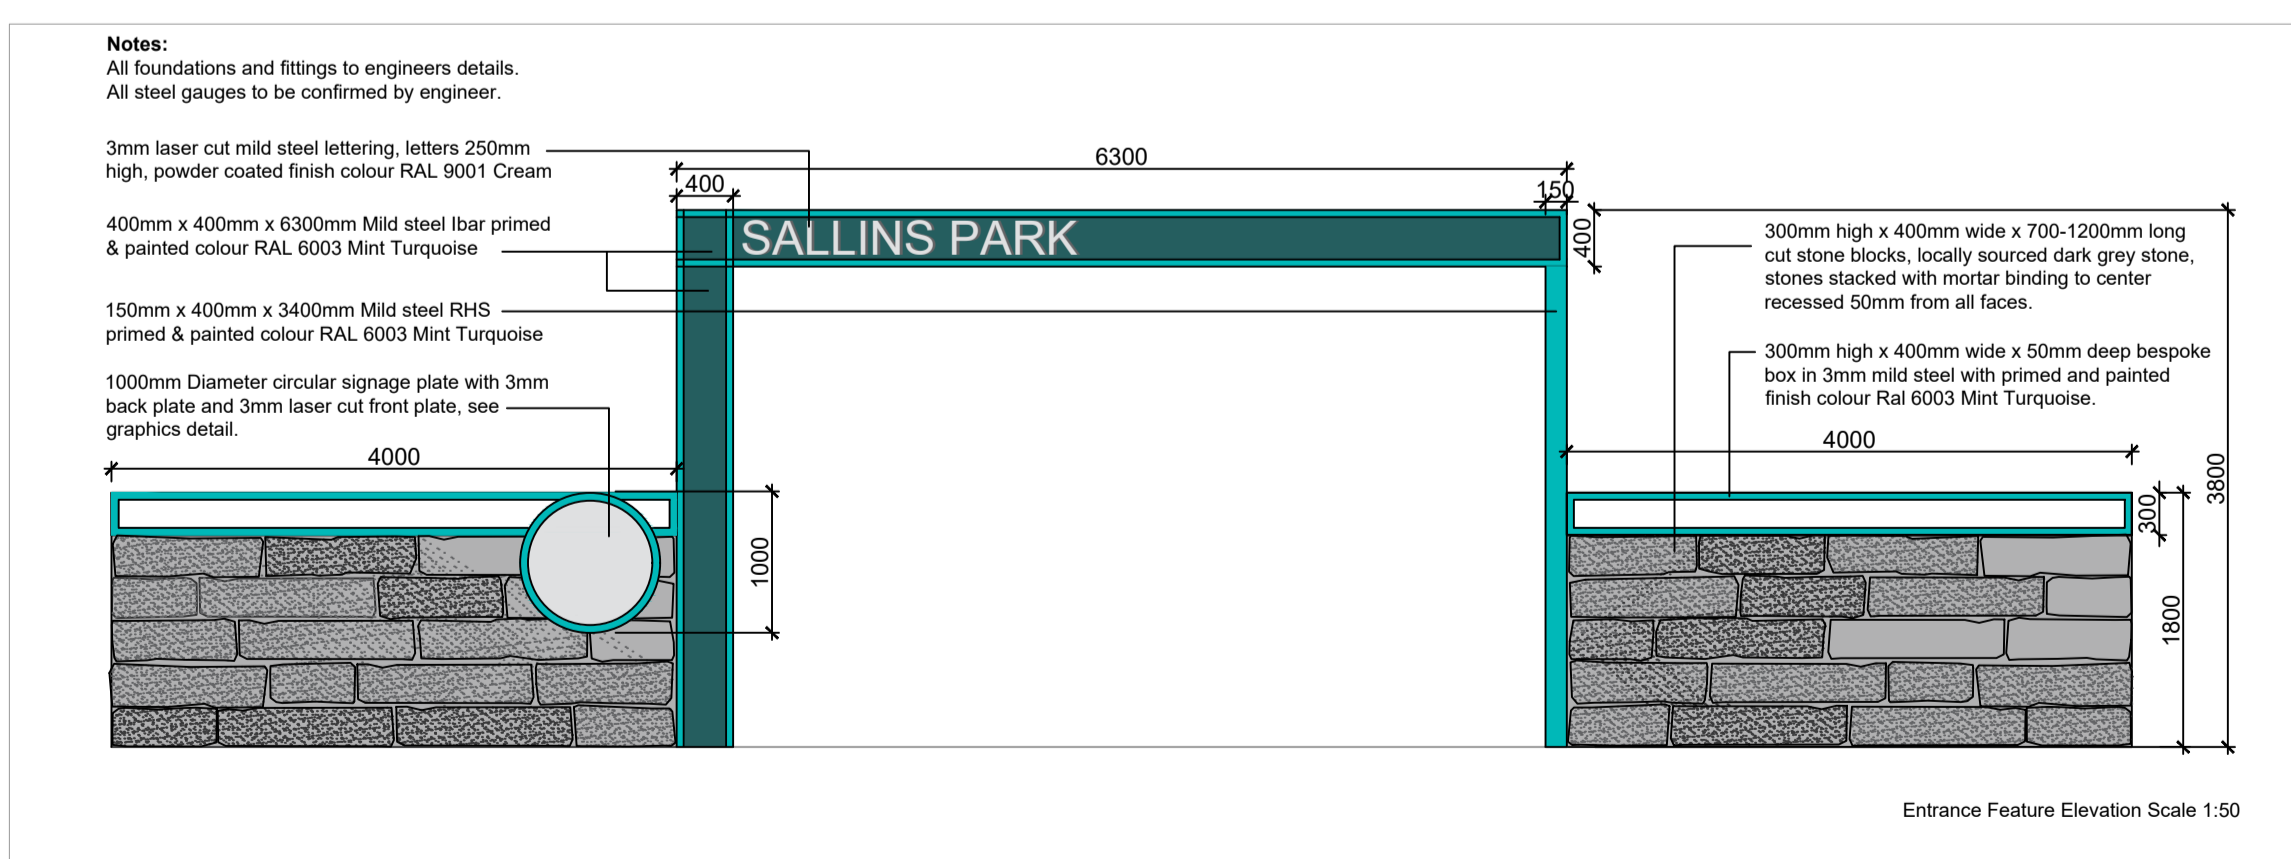 Notes:
All foundations and fittings to engineers details.
All steel gauges to be confirmed by engineer.
3mm laser cut mild steel lettering, letters 250mm
high, powder coated finish colour RAL 9001 Cream
400mm x 400mm x 6300mm Mild steel Ibar primed
& painted colour RAL 6003 Mint Turquoise
150mm x 400mm x 3400mm Mild steel RHS
primed & painted colour RAL 6003 Mint Turquoise
1000mm Diameter circular signage plate with 3mm
back plate and 3mm laser cut front plate, see
graphics detail.
4000
6300
400
150
400
SALLINS PARK
1000
300mm high x 400mm wide x 700-1200mm long
cut stone blocks, locally sourced dark grey stone,
stones stacked with mortar binding to center
recessed 50mm from all faces.
300mm high x 400mm wide x 50mm deep bespoke
box in 3mm mild steel with primed and painted
finish colour Ral 6003 Mint Turquoise.
4000
300
1800
3800
Entrance Feature Elevation Scale 1:50